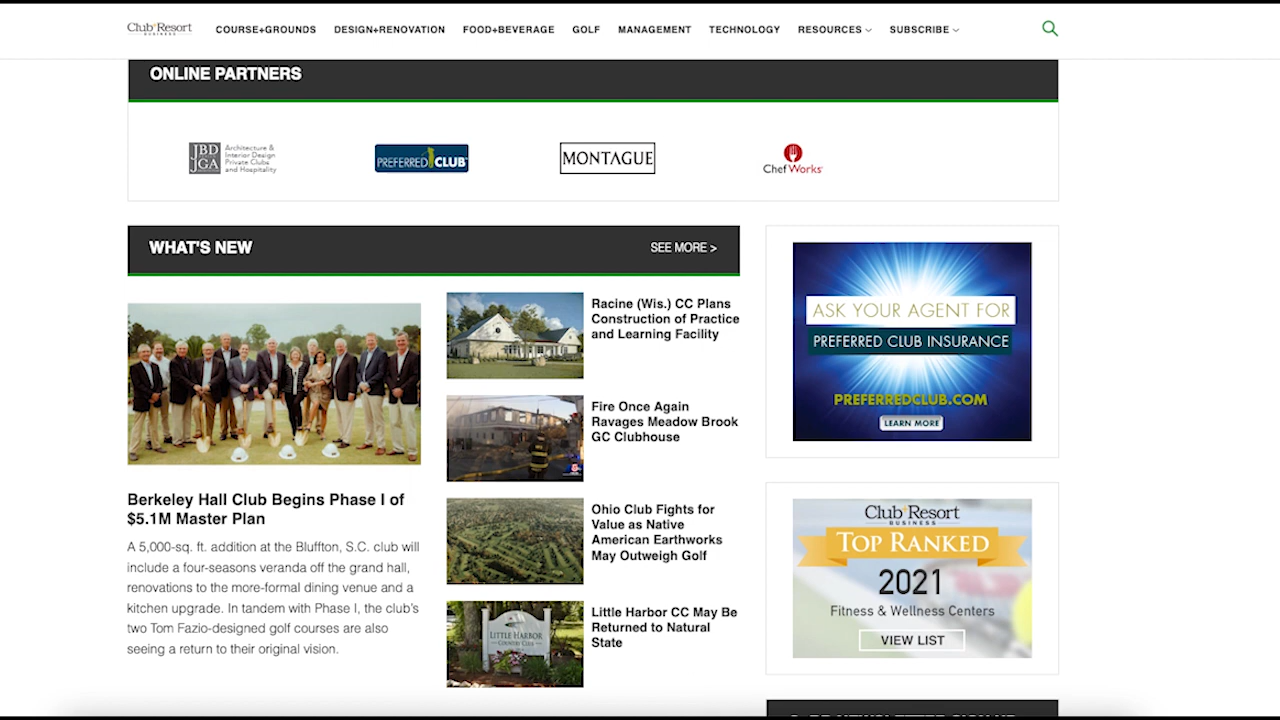 Club+Resort
BUSINESS
COURSE+GROUNDS
DESIGN+RENOVATION
FOOD+BEVERAGE
GOLF
MANAGEMENT
TECHNOLOGY
RESOURCES
SUBSCRIBE
ONLINE PARTNERS
JBD
JGA
Architecture &
Interior Design
Private Clubs
and Hospitality
PREFERRED CLUB
MONTAGUE
ChefWorks
WHAT'S NEW
SEE MORE >
Berkeley Hall Club Begins Phase I of
$5.1M Master Plan
A 5,000-sq. ft. addition at the Bluffton, S.C. club will
include a four-seasons veranda off the grand hall,
renovations to the more-formal dining venue and a
kitchen upgrade. In tandem with Phase I, the club's
two Tom Fazio-designed golf courses are also
seeing a return to their original vision.
Racine (Wis.) CC Plans
Construction of Practice
and Learning Facility
Fire Once Again
Ravages Meadow Brook
GC Clubhouse
Ohio Club Fights for
Value as Native
American Earthworks
May Outweigh Golf
LITTLE HARBOR
COUNTRY CLUB
Little Harbor CC May Be
Returned to Natural
State
ASK YOUR AGENT FOR
PREFERRED CLUB INSURANCE
PREFERREDCLUB.COM
LEARN MORE
Club+Resort
BUSINESS
TOP RANKED
2021
Fitness & Wellness Centers
VIEW LIST